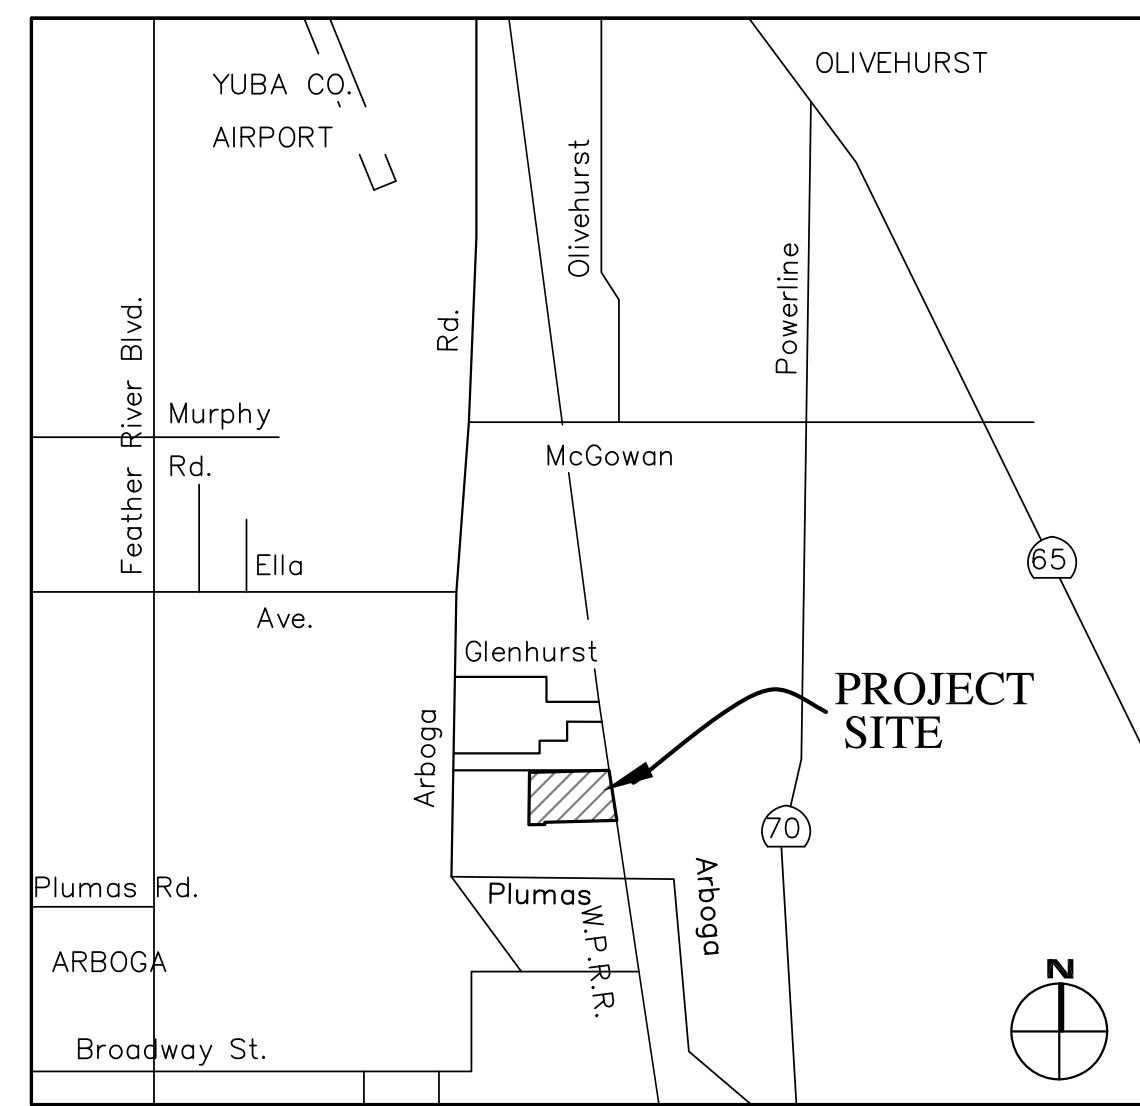 OLIVEHURST
YUBA CO.
AIRPORT
Olivehurst
Powerline
Feather River Blvd.
Rd.
Murphy
Rd.
McGowan
65
Ella
Ave.
Glenhurst
PROJECT
SITE
Arboga
70
Plumas Rd.
Plumas
Arboga
W.P.R.R.
ARBOGA
N
Broadway St.